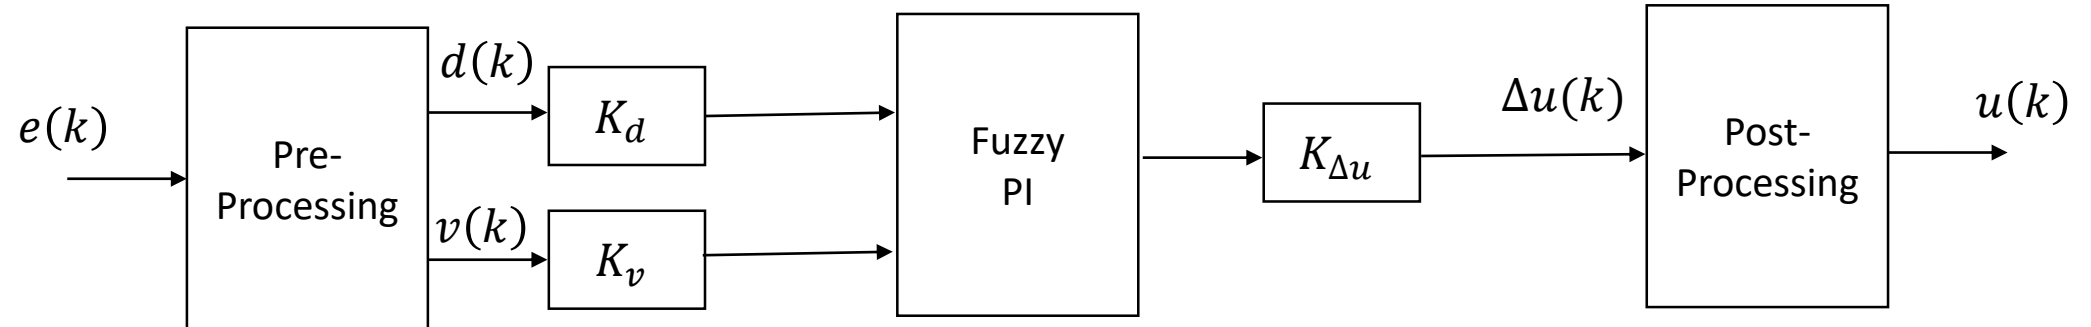 e(k)
Pre-
Processing
d(k)
K_d
v(k)
K_v
Fuzzy
PI
K_Δu
Δu(k)
Post-
Processing
u(k)